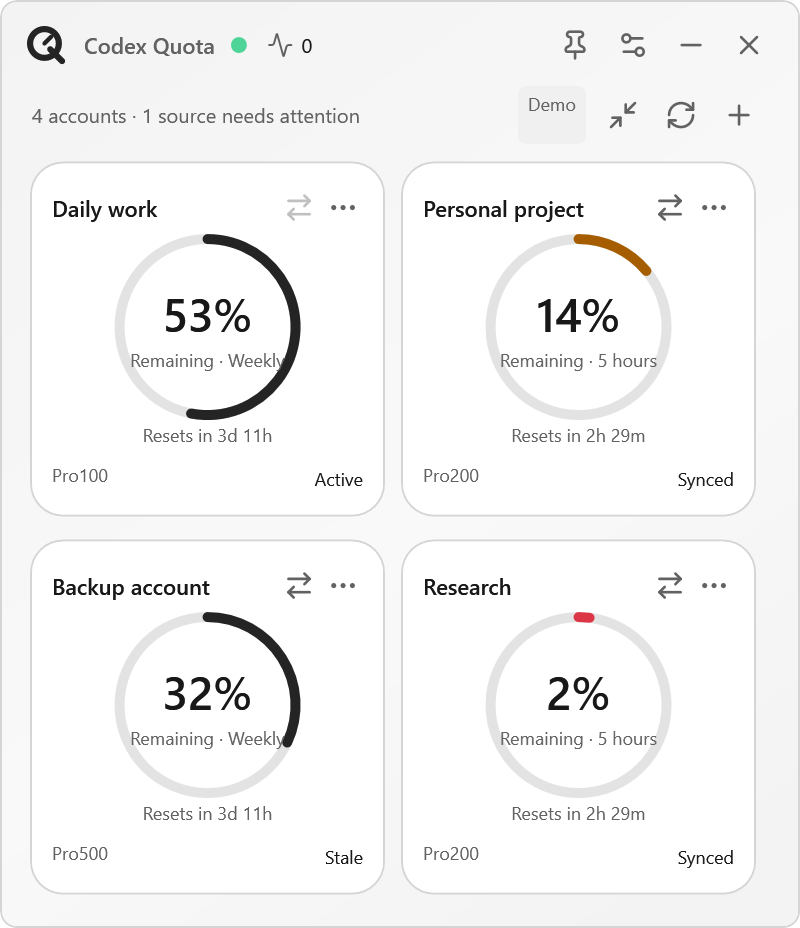 Codex Quota 0
4 accounts · 1 source needs attention
Demo
Daily work
53%
Remaining · Weekly
Resets in 3d 11h
Pro100
Active
Personal project
14%
Remaining · 5 hours
Resets in 2h 29m
Pro200
Synced
Backup account
32%
Remaining · Weekly
Resets in 3d 11h
Pro500
Stale
Research
2%
Remaining · 5 hours
Resets in 2h 29m
Pro200
Synced